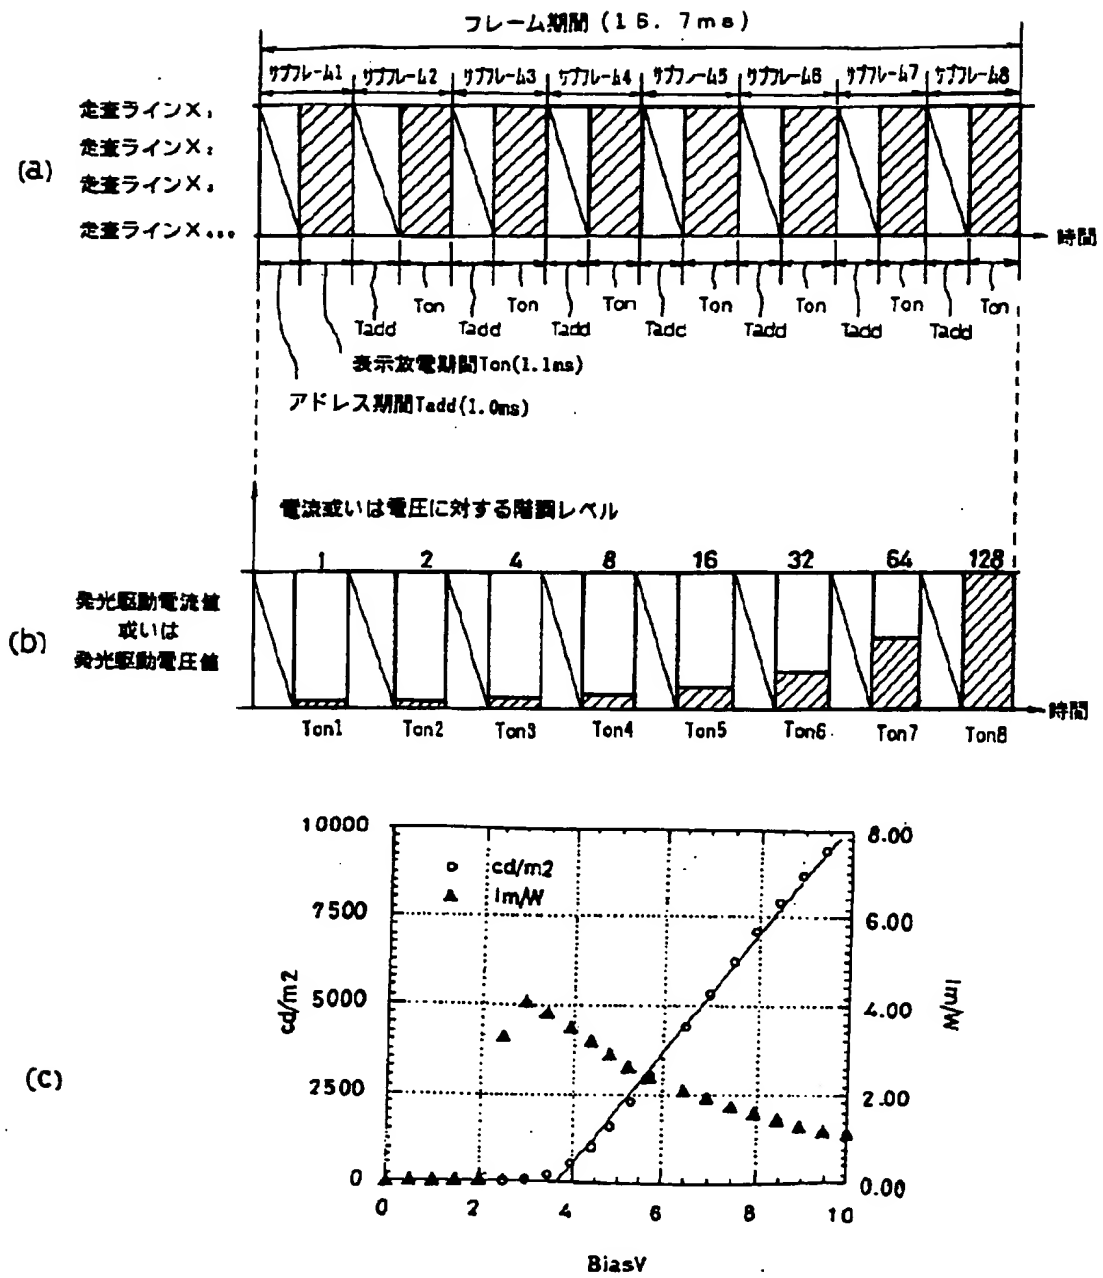 フレーム期間(16.7ms)
サブフレーム1 サブフレーム2 サブフレーム3 サブフレーム4 サブフレーム5 サブフレーム6 サブフレーム7 サブフレーム8
(a)
走査ラインX₁
走査ラインX₂
走査ラインX₃
走査ラインX
時間
Ton Ton Ton Ton Ton Ton Ton
Tadd Tadd Tadd Tadd Tadd Tadd Tadd
表示放電期間Ton(1.1ms)
アドレス期間Tadd(1.0ms)
電流或いは電圧に対する階調レベル
1 2 4 8 16 32 64 128
(b)
発光駆動電流値
或いは
発光駆動電圧値
時間
Ton1 Ton2 Ton3 Ton4 Ton5 Ton6 Ton7 Ton8
(c)
10000
7500
5000
2500
0
cd/m2
cd/m2
lm/W
8.00
6.00
4.00
2.00
0.00
lm/W
0 2 4 6 8 10
BiasV